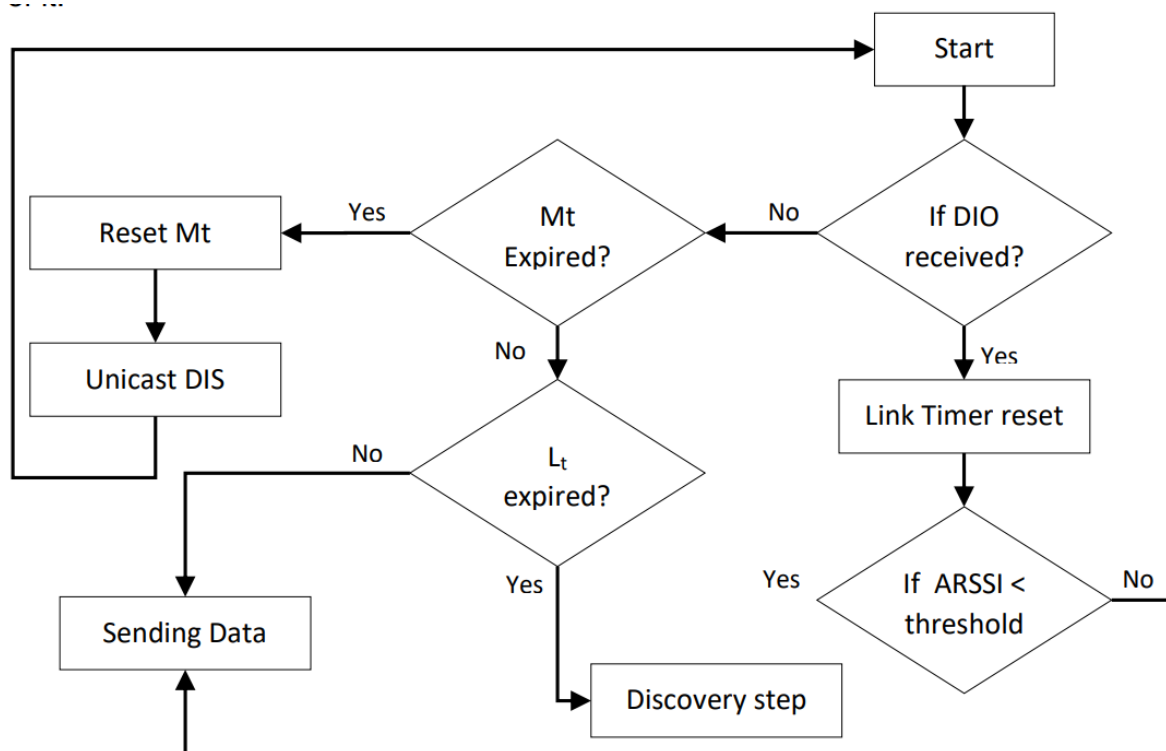 Start
If DIO
received?
No
Mt
Expired?
Yes
Reset Mt
Unicast DIS
No
Yes
Link Timer reset
Lt
expired?
No
Yes
Sending Data
Discovery step
If ARSSI <
threshold
Yes
No